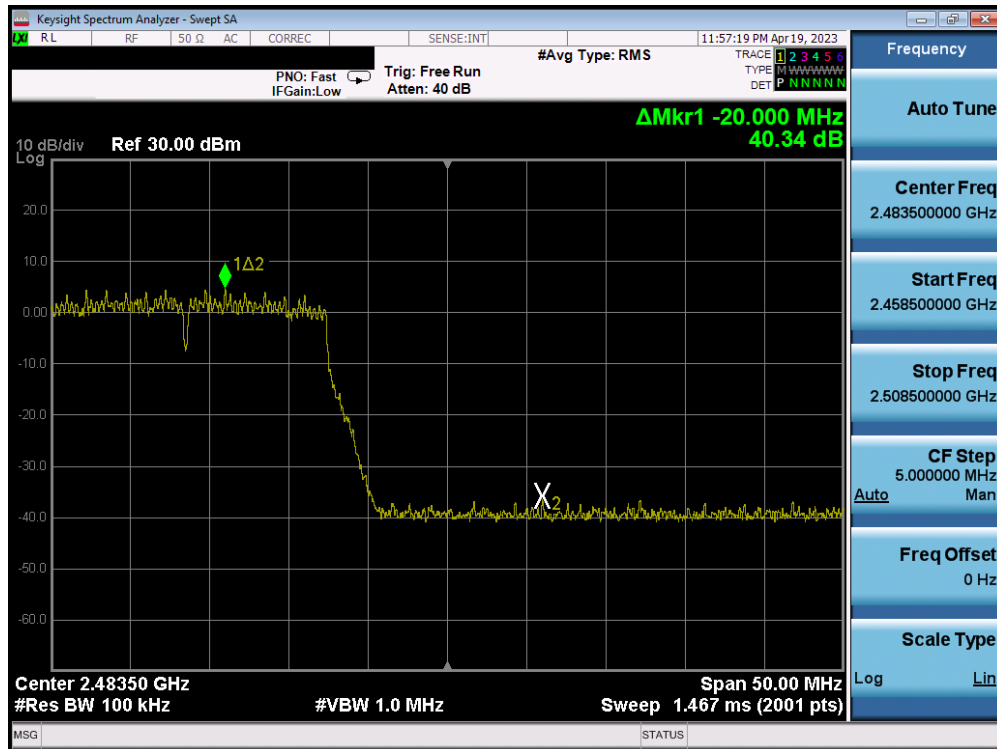 Keysight Spectrum Analyzer - Swept SA
LXI RL RF 50 Ω AC CORREC SENSE:INT 11:57:19 PM Apr 19, 2023
#Avg Type: RMS
TRACE 1 2 3 4 5 6
TYPE M W W W W W
DET P N N N N N
PNO: Fast
IFGain:Low
Trig: Free Run
Atten: 40 dB
ΔMkr1 -20.000 MHz
40.34 dB
10 dB/div
Log
Ref 30.00 dBm
20.0
10.0
0.00
-10.0
-20.0
-30.0
-40.0
-50.0
-60.0
1Δ2
X2
Center 2.48350 GHz
#Res BW 100 kHz
#VBW 1.0 MHz
Span 50.00 MHz
Sweep 1.467 ms (2001 pts)
MSG
STATUS
Frequency
Auto Tune
Center Freq
2.483500000 GHz
Start Freq
2.458500000 GHz
Stop Freq
2.508500000 GHz
CF Step
5.000000 MHz
Auto Man
Freq Offset
0 Hz
Scale Type
Log Lin